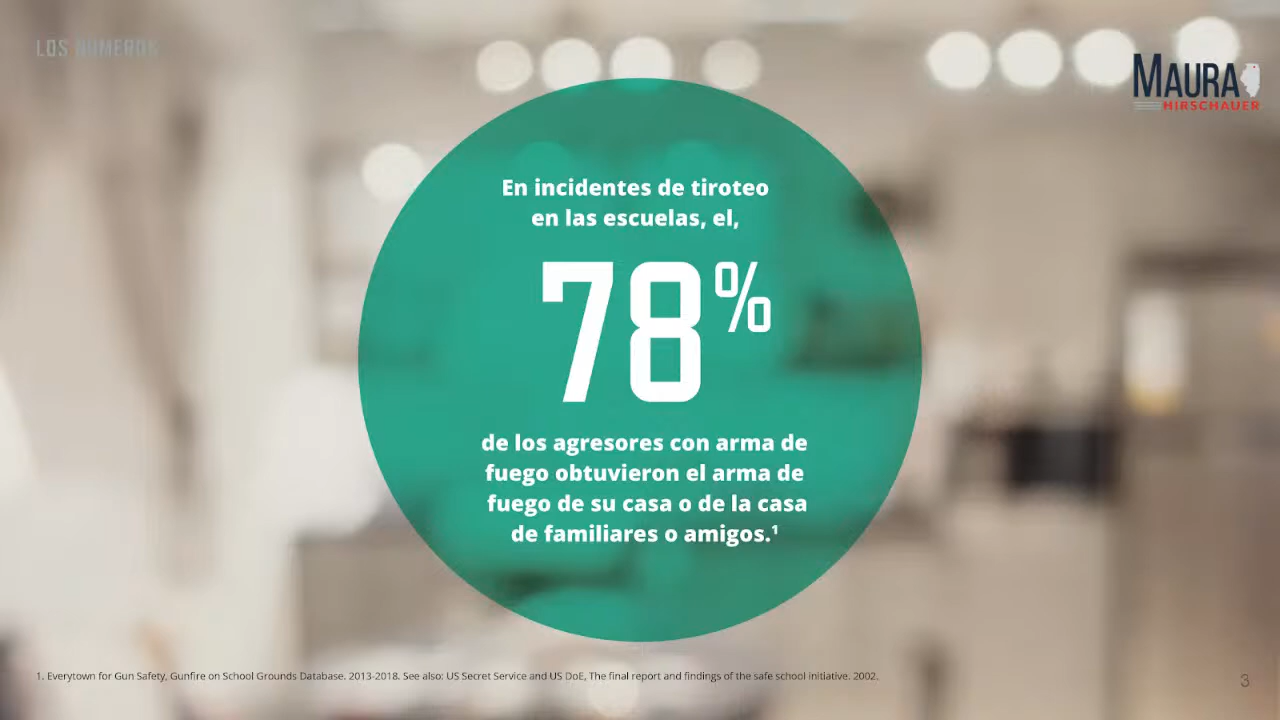 LOS NÚMEROS
MAURA
HIRSCHAUER
En incidentes de tiroteo
en las escuelas, el,
78%
de los agresores con arma de
fuego obtuvieron el arma de
fuego de su casa o de la casa
de familiares o amigos.¹
1. Everytown for Gun Safety, Gunfire on School Grounds Database. 2013-2018. See also: US Secret Service and US DoE, The final report and findings of the safe school initiative. 2002.
3